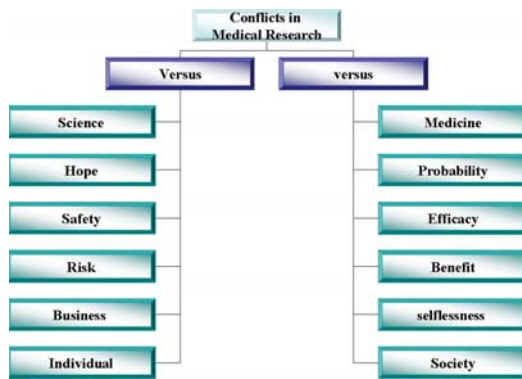 Conflicts in
Medical Research
Versus
versus
Science
Medicine
Hope
Probability
Safety
Efficacy
Risk
Benefit
Business
selflessness
Individual
Society